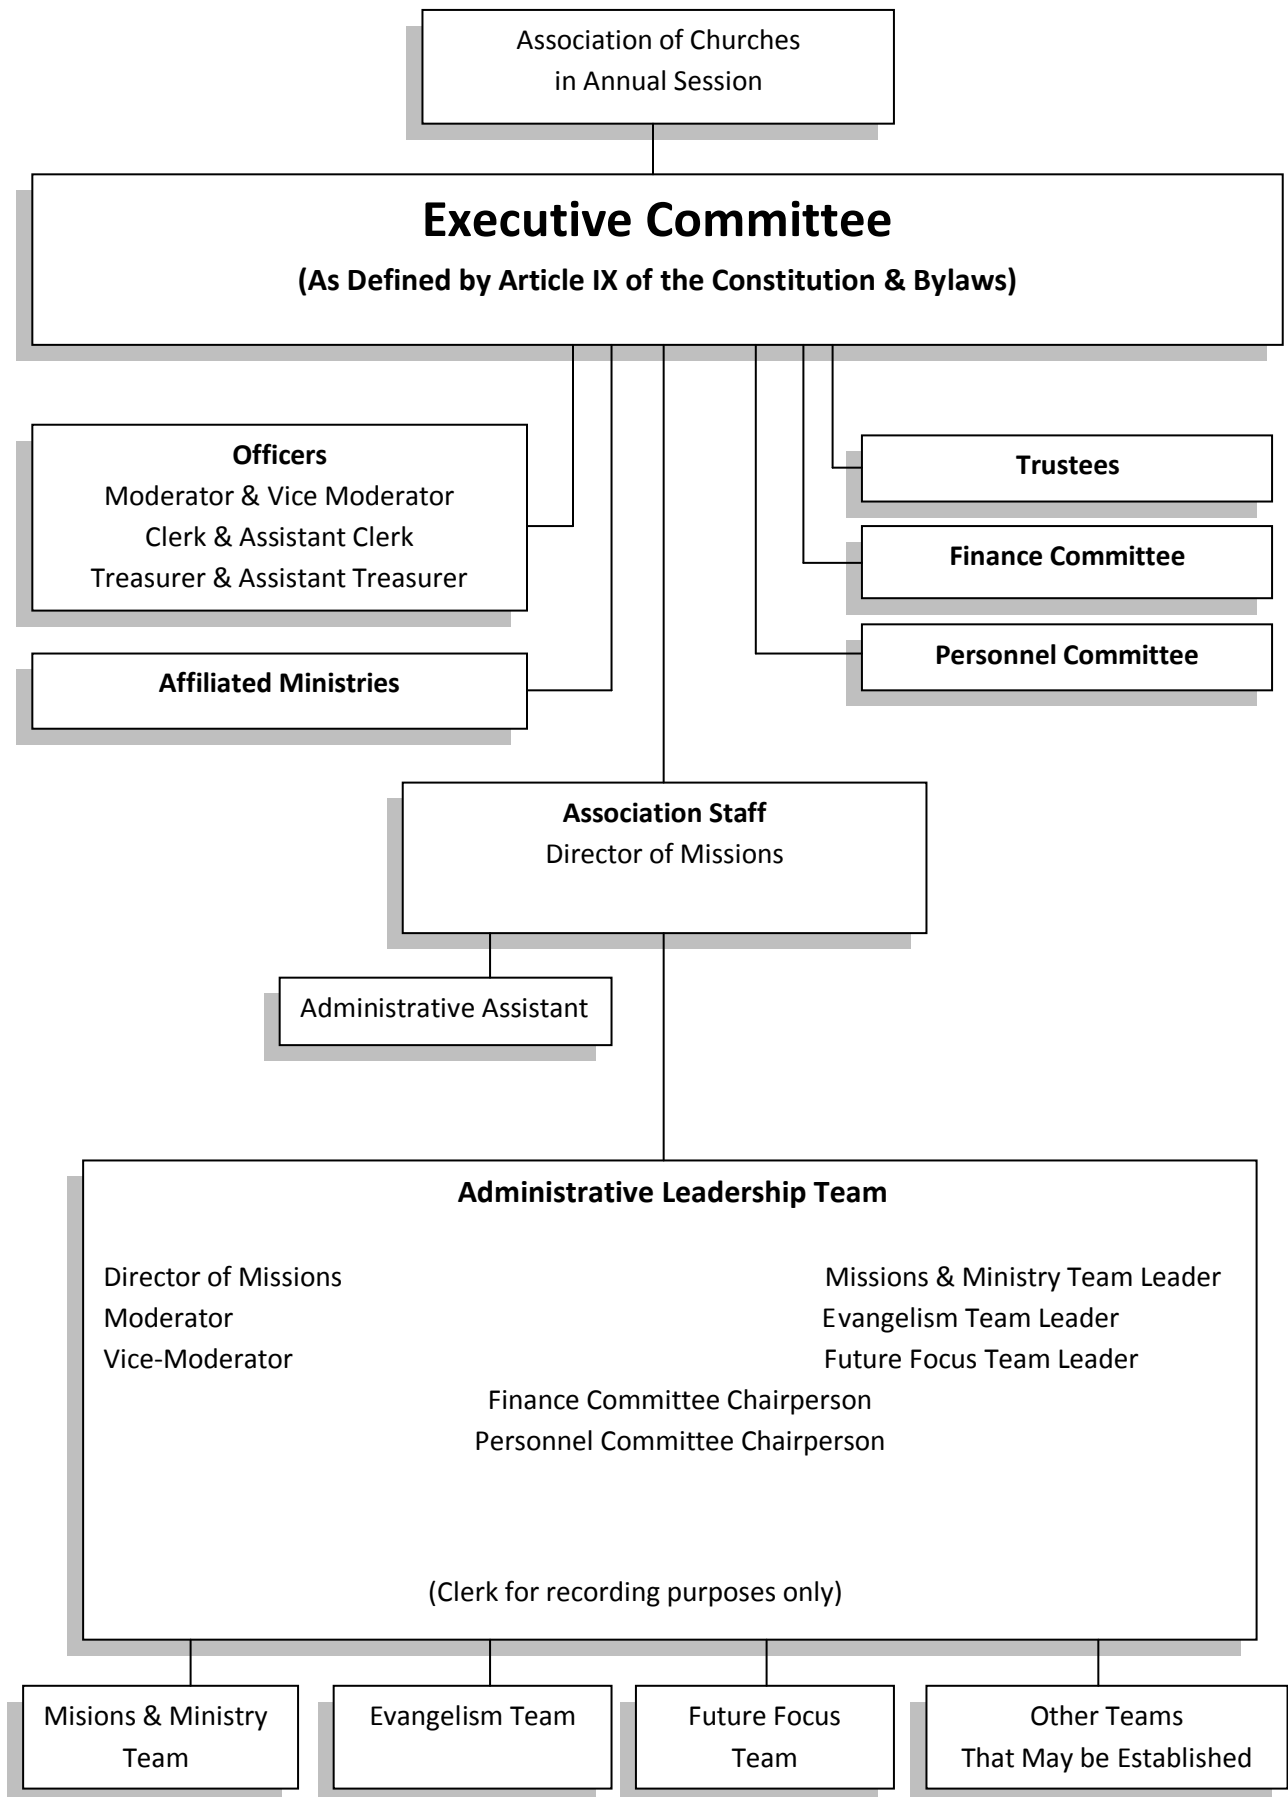 Association of Churches
in Annual Session
Executive Committee
(As Defined by Article IX of the Constitution & Bylaws)
Officers
Moderator & Vice Moderator
Clerk & Assistant Clerk
Treasurer & Assistant Treasurer
Affiliated Ministries
Trustees
Finance Committee
Personnel Committee
Association Staff
Director of Missions
Administrative Assistant
Administrative Leadership Team
Director of Missions
Moderator
Vice-Moderator
Missions & Ministry Team Leader
Evangelism Team Leader
Future Focus Team Leader
Finance Committee Chairperson
Personnel Committee Chairperson
(Clerk for recording purposes only)
Misions & Ministry
Team
Evangelism Team
Future Focus
Team
Other Teams
That May be Established